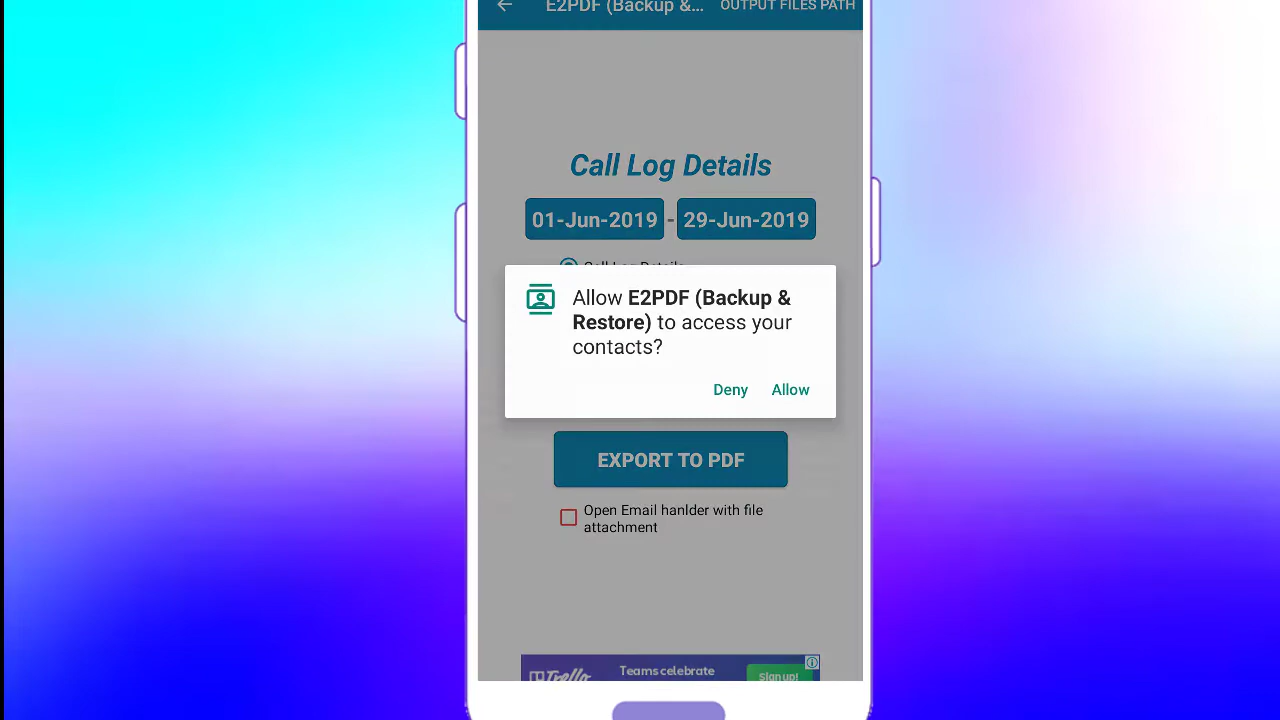 E2PDF (Backup &... OUTPUT FILES PATH
Call Log Details
01-Jun-2019 - 29-Jun-2019
Call Log Details
Allow E2PDF (Backup &
Restore) to access your
contacts?
Deny Allow
EXPORT TO PDF
Open Email hanlder with file
attachment
Trello Teams celebrate Sign up!